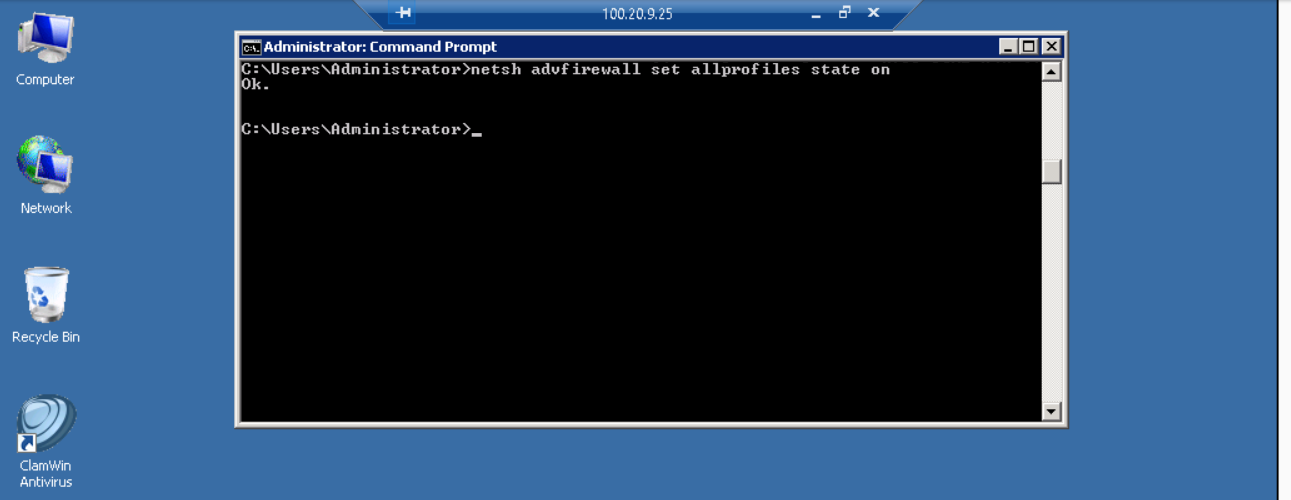 100.20.9.25
Administrator: Command Prompt
C:\Users\Administrator>netsh advfirewall set allprofiles state on
Ok.
C:\Users\Administrator>_
Computer
Network
Recycle Bin
ClamWin
Antivirus